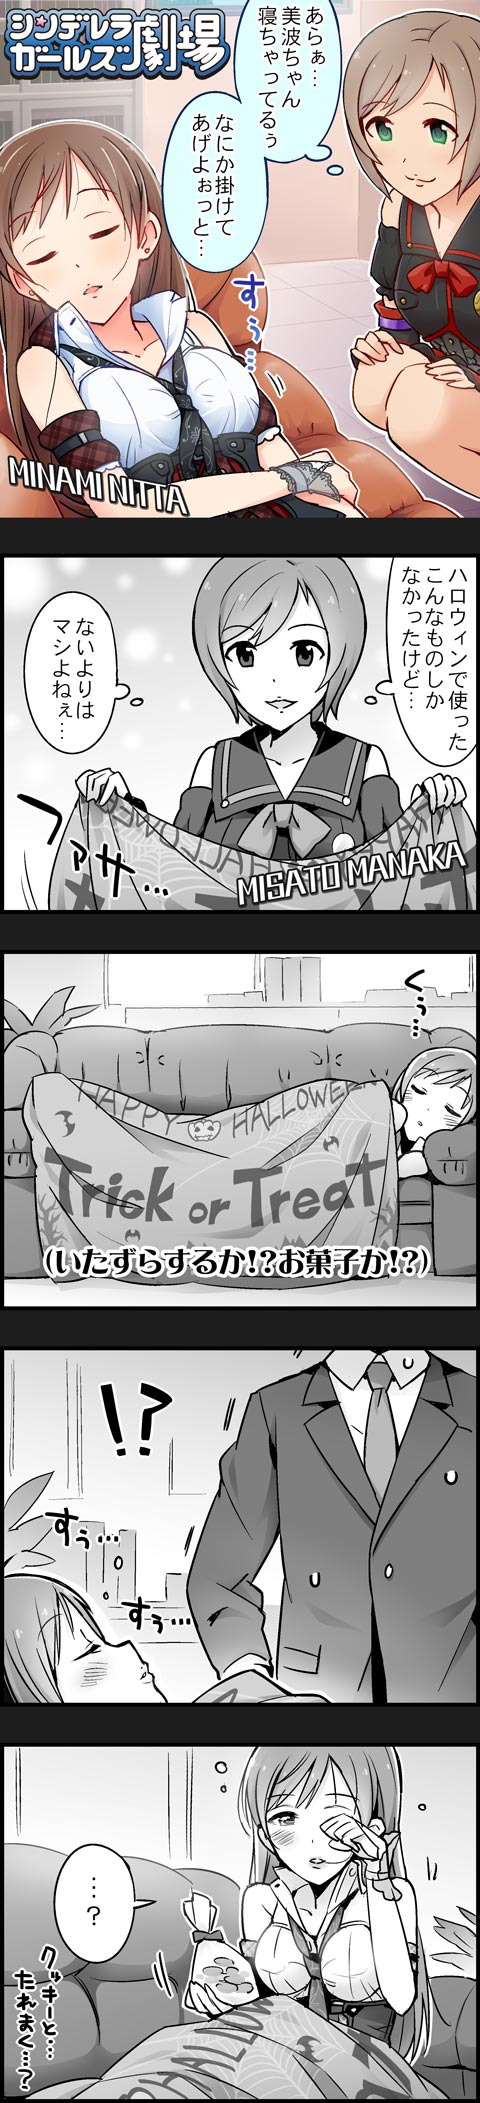 シンデレラ
ガールズ劇場
あらぁ…
美波ちゃん
寝ちゃってるぅ
なにか掛けて
あげよぉっと…
すぅ…
MINAMI NITTA
ハロウィンで使った
こんなものしか
なかったけど…
ないよりは
マシよねぇ…
ファサ…
MISATO MANAKA
くぅ…
HAPPY HALLOWEEN
Trick or Treat
(いたずらするか!?お菓子か!?)
!?
すぅ…
すぅ…
…?
クッキーと…
たれまく…?
HALLOW